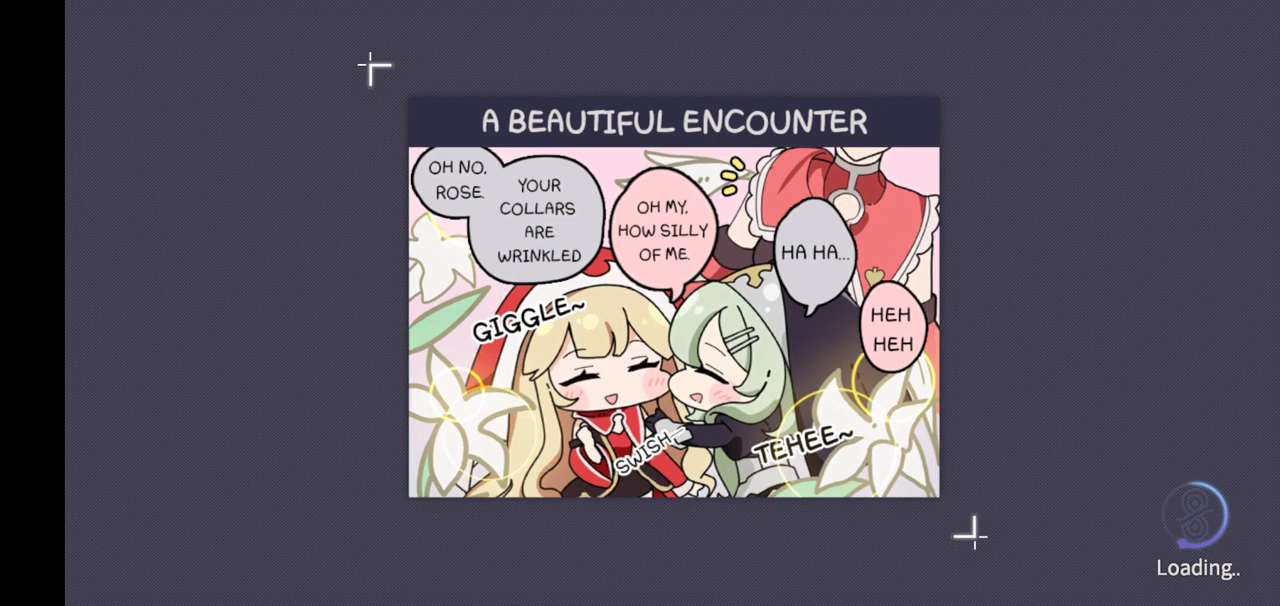 A BEAUTIFUL ENCOUNTER
OH NO,
ROSE.
YOUR
COLLARS
ARE
WRINKLED
OH MY,
HOW SILLY
OF ME.
HA HA...
HEH
HEH
GIGGLE~
SWISH—
TEHEE~
Loading..